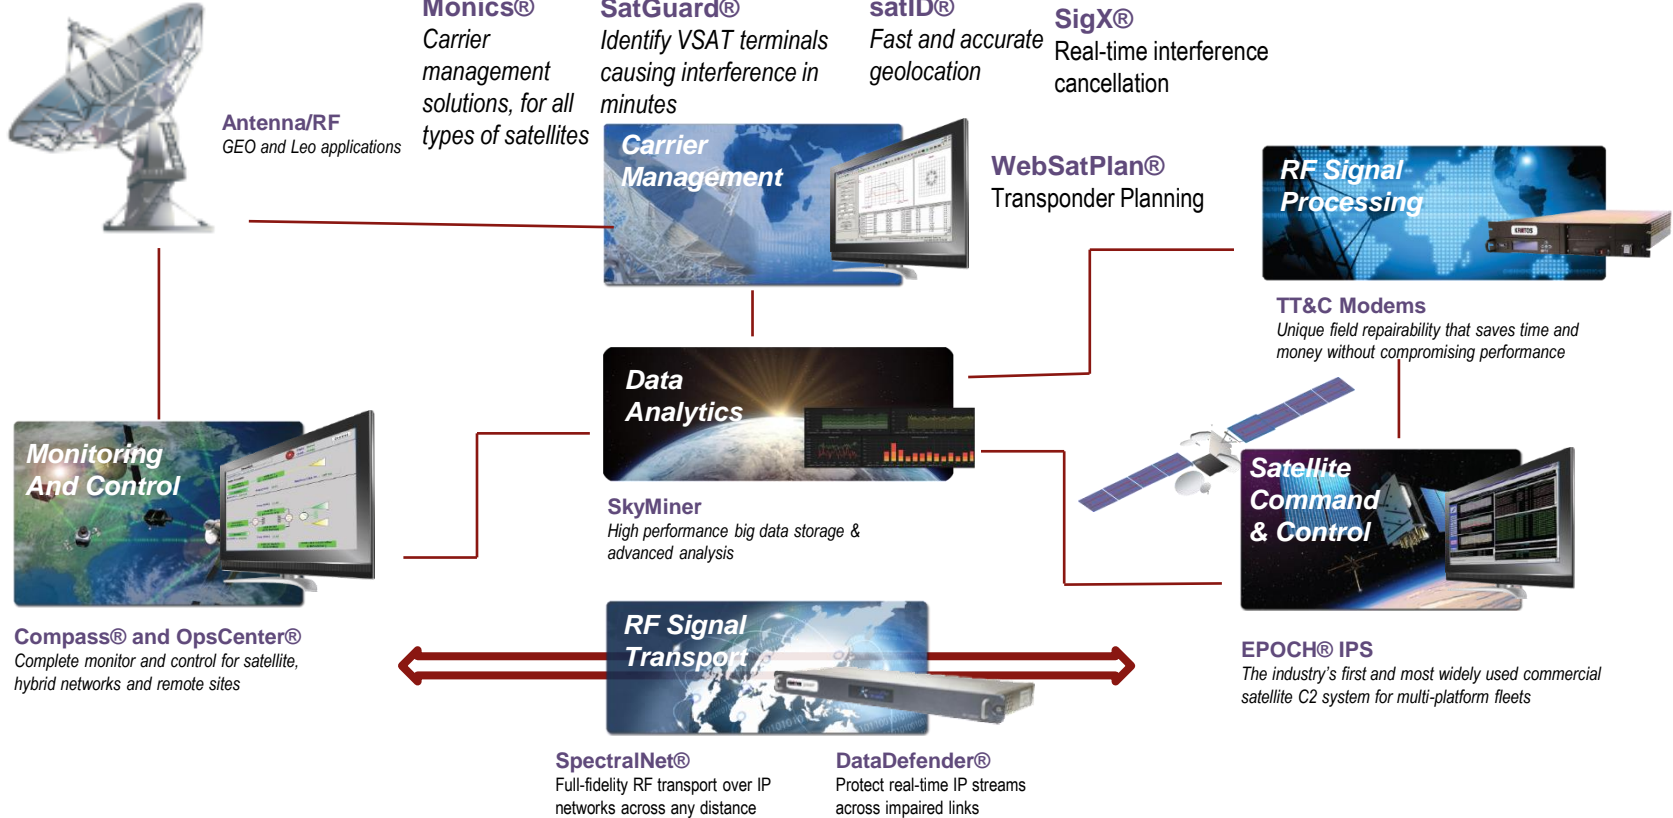 Monics®
Carrier
management
solutions, for all
types of satellites
SatGuard®
Identify VSAT terminals
causing interference in
minutes
satID®
Fast and accurate
geolocation
SigX®
Real-time interference
cancellation
Antenna/RF
GEO and Leo applications
Carrier
Management
WebSatPlan®
Transponder Planning
RF Signal
Processing
KRATOS
TT&C Modems
Unique field repairability that saves time and
money without compromising performance
Data
Analytics
SkyMiner
High performance big data storage &
advanced analysis
Monitoring
And Control
Compass® and OpsCenter®
Complete monitor and control for satellite,
hybrid networks and remote sites
Satellite
Command
& Control
EPOCH® IPS
The industry’s first and most widely used commercial
satellite C2 system for multi-platform fleets
RF Signal
Transport
SpectralNet®
Full-fidelity RF transport over IP
networks across any distance
DataDefender®
Protect real-time IP streams
across impaired links